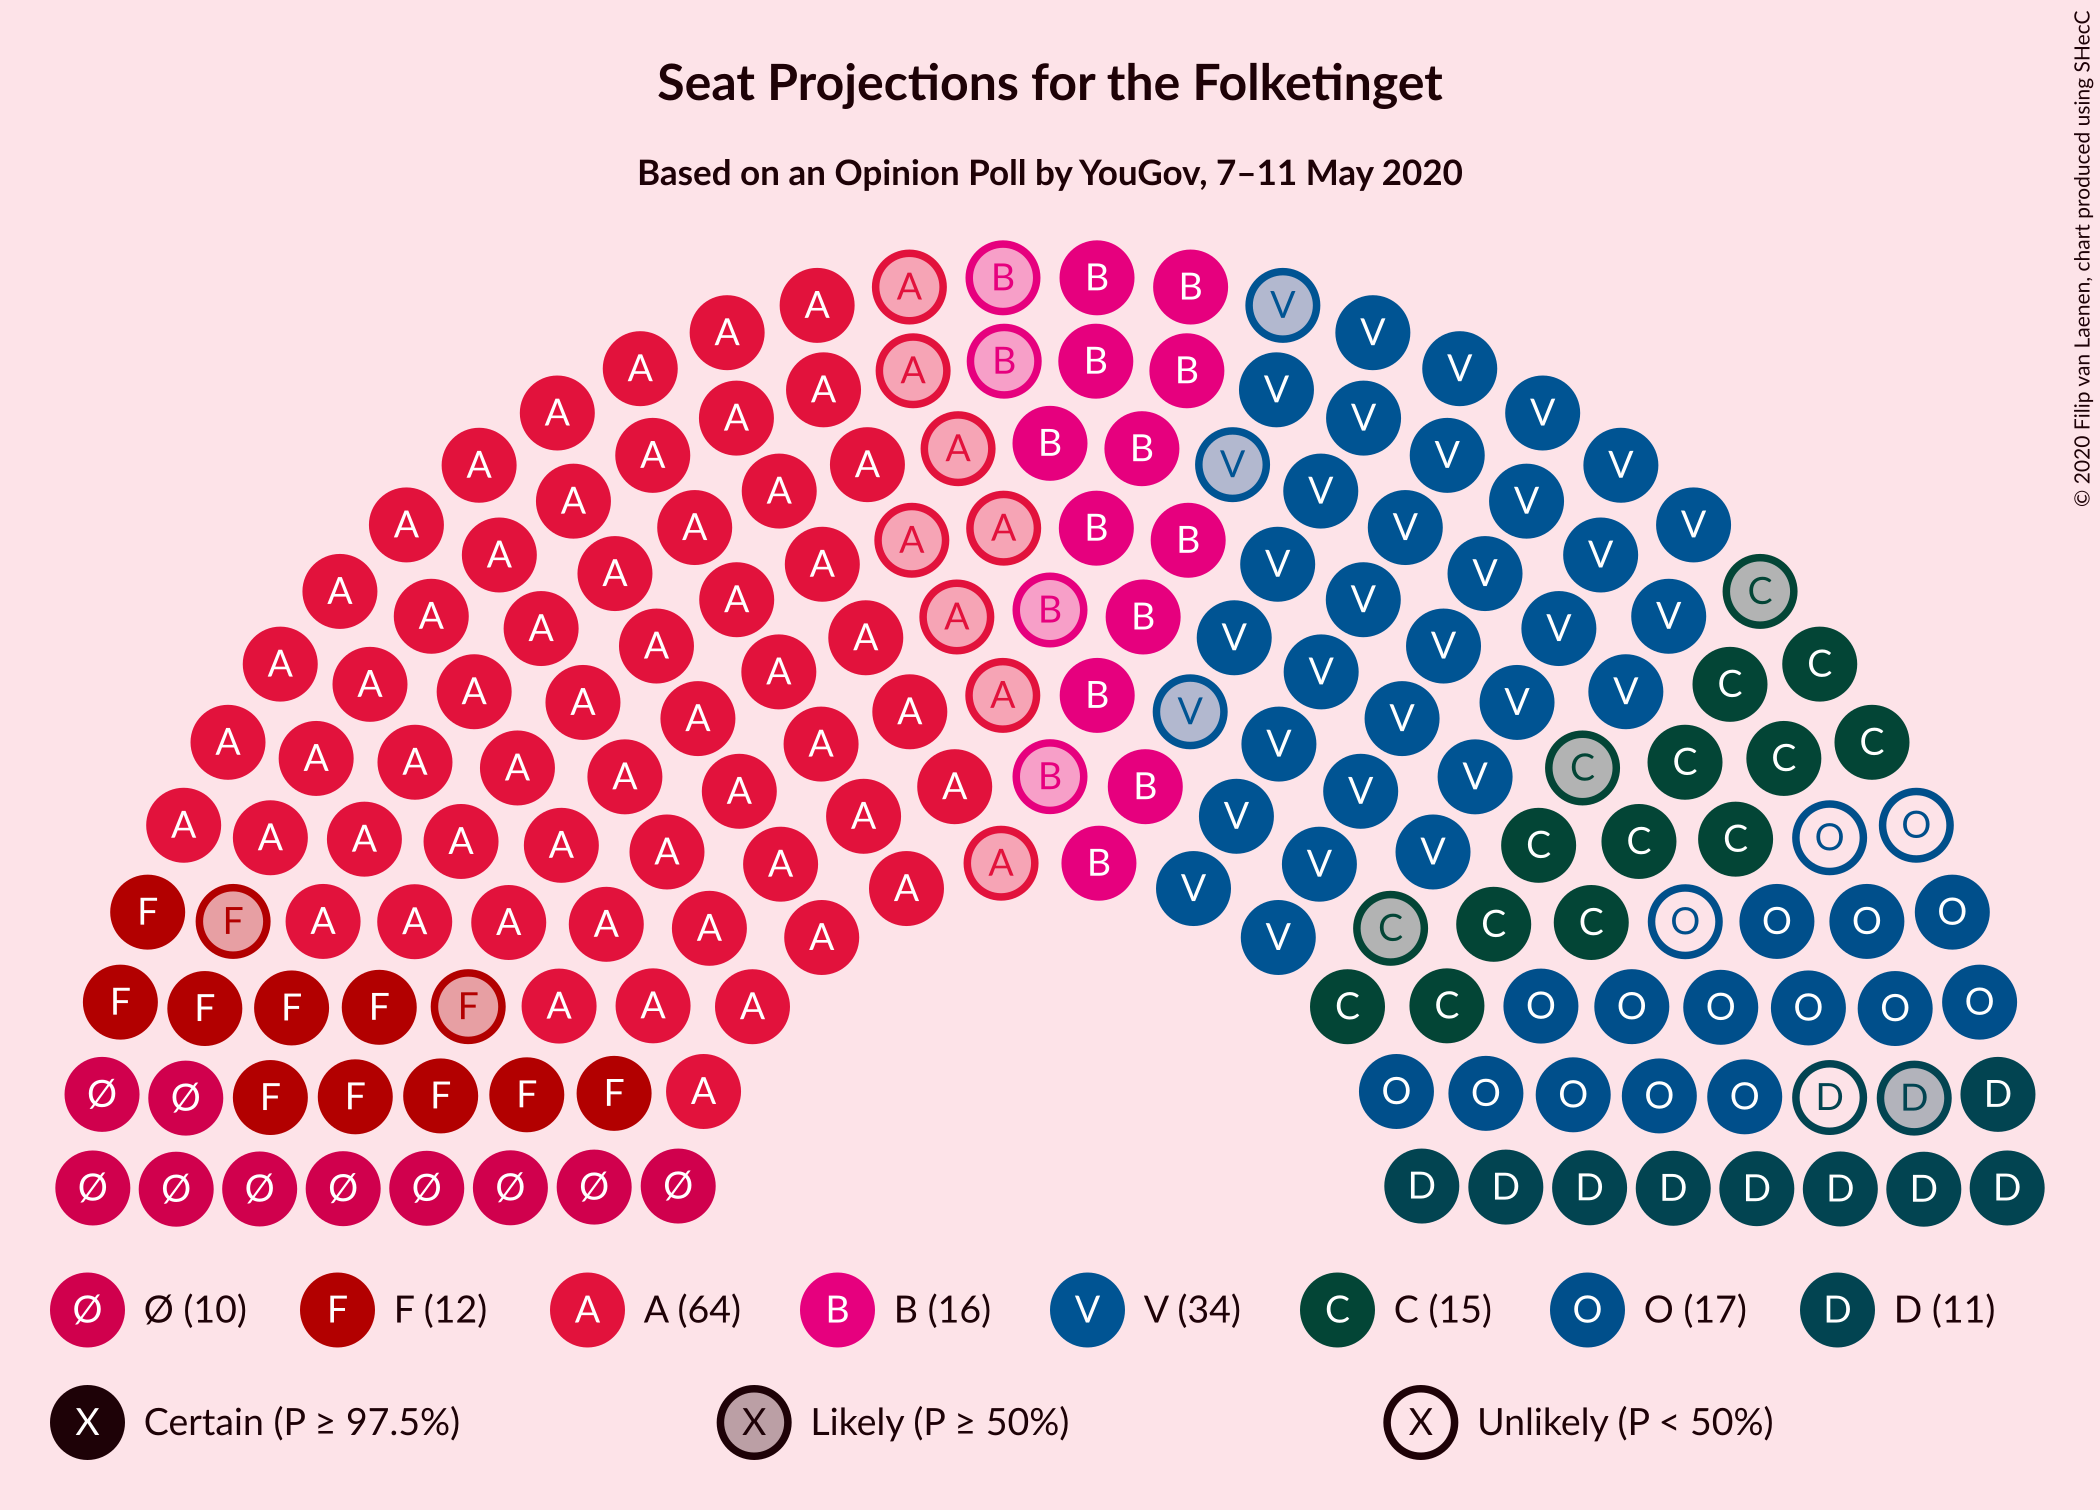 Seat Projections for the Folketinget
Based on an Opinion Poll by YouGov, 7–11 May 2020
© 2020 Filip van Laenen, chart produced using SHecC
B B
A B
A V
A V
A V
A V
A V
A V
A C
A C
A C
A O
F O
F O
Ø D
Ø D
Ø Ø (10) F F (12) A A (64) B B (16) V V (34) C C (15) O O (17) D D (11)
X Certain (P ≥ 97.5%) X Likely (P ≥ 50%) X Unlikely (P < 50%)